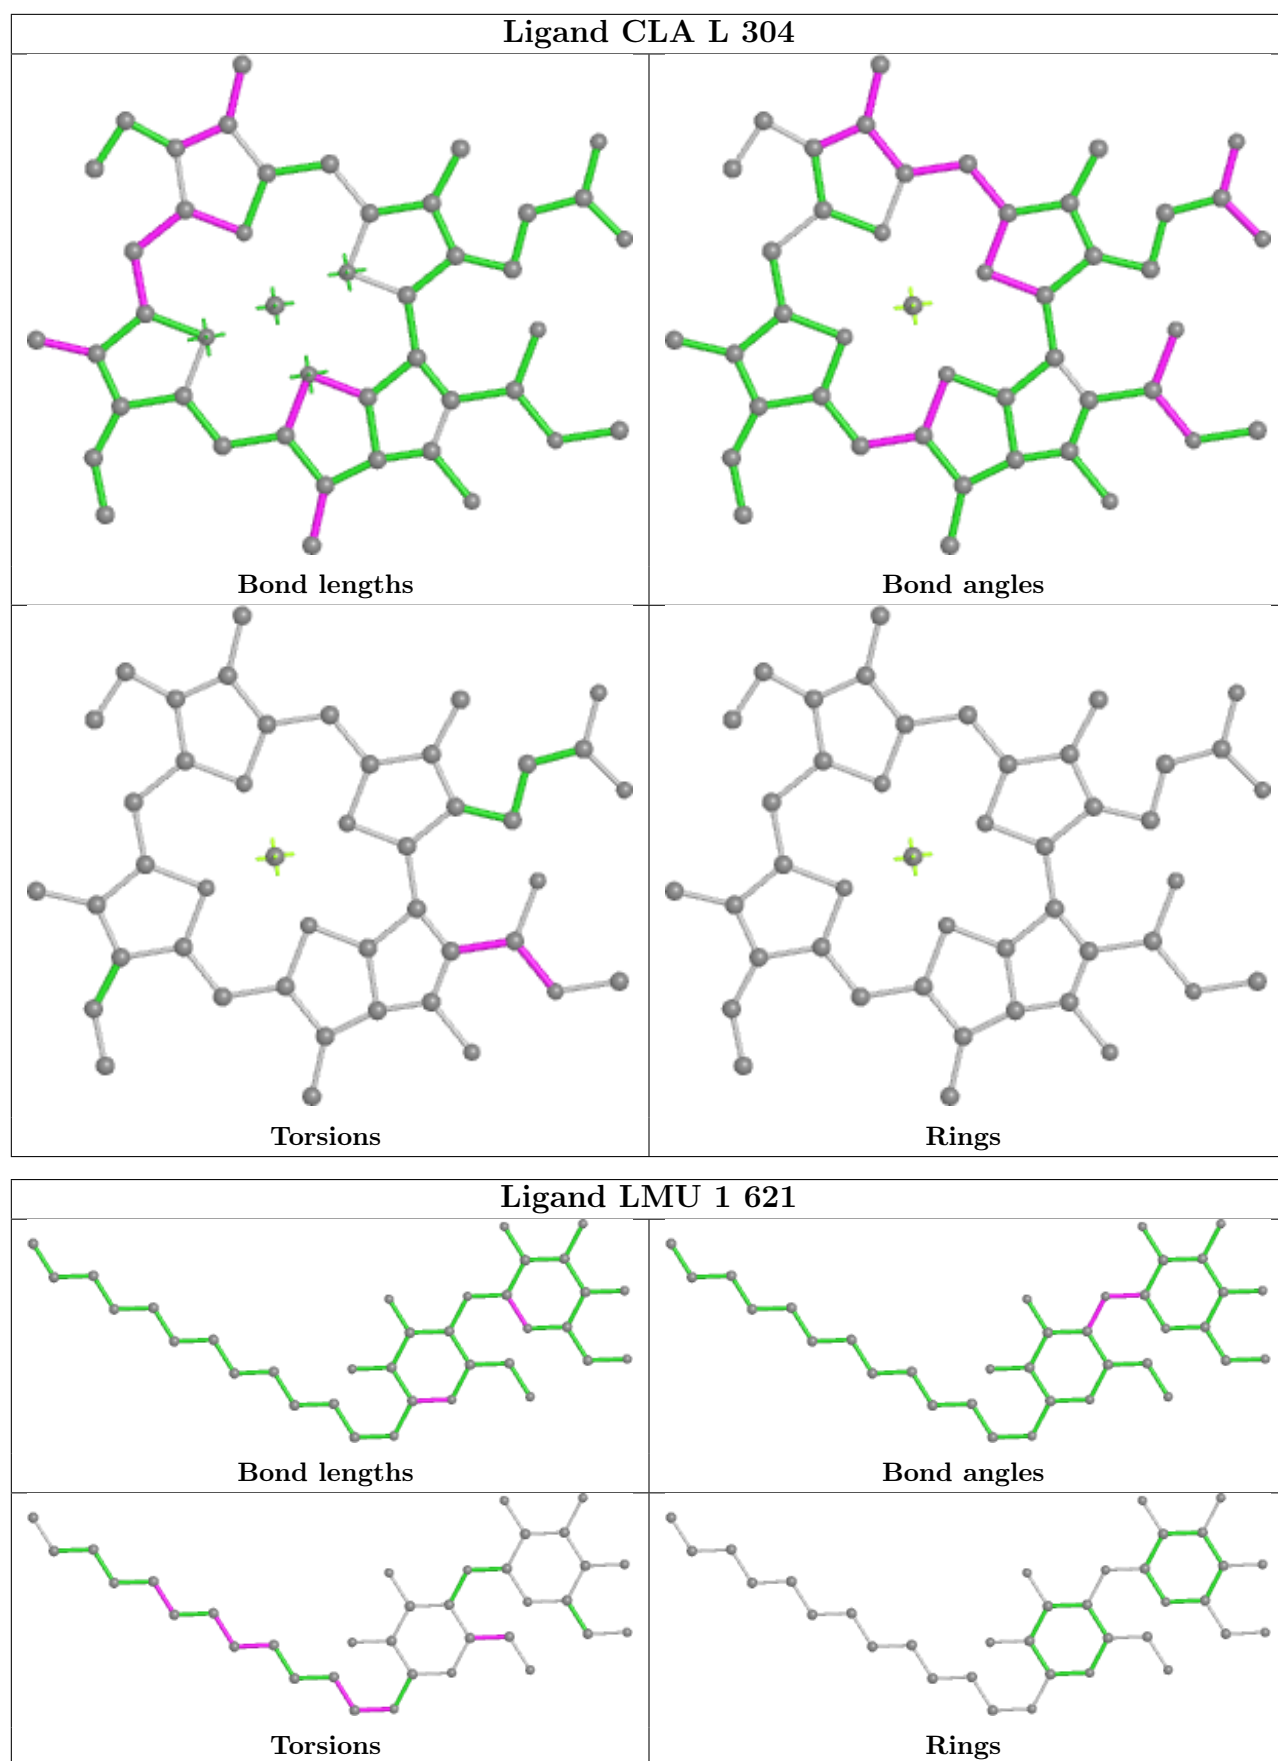 Ligand CLA L 304
Bond lengths
Bond angles
Torsions
Rings
Ligand LMU 1 621
Bond lengths
Bond angles
Torsions
Rings